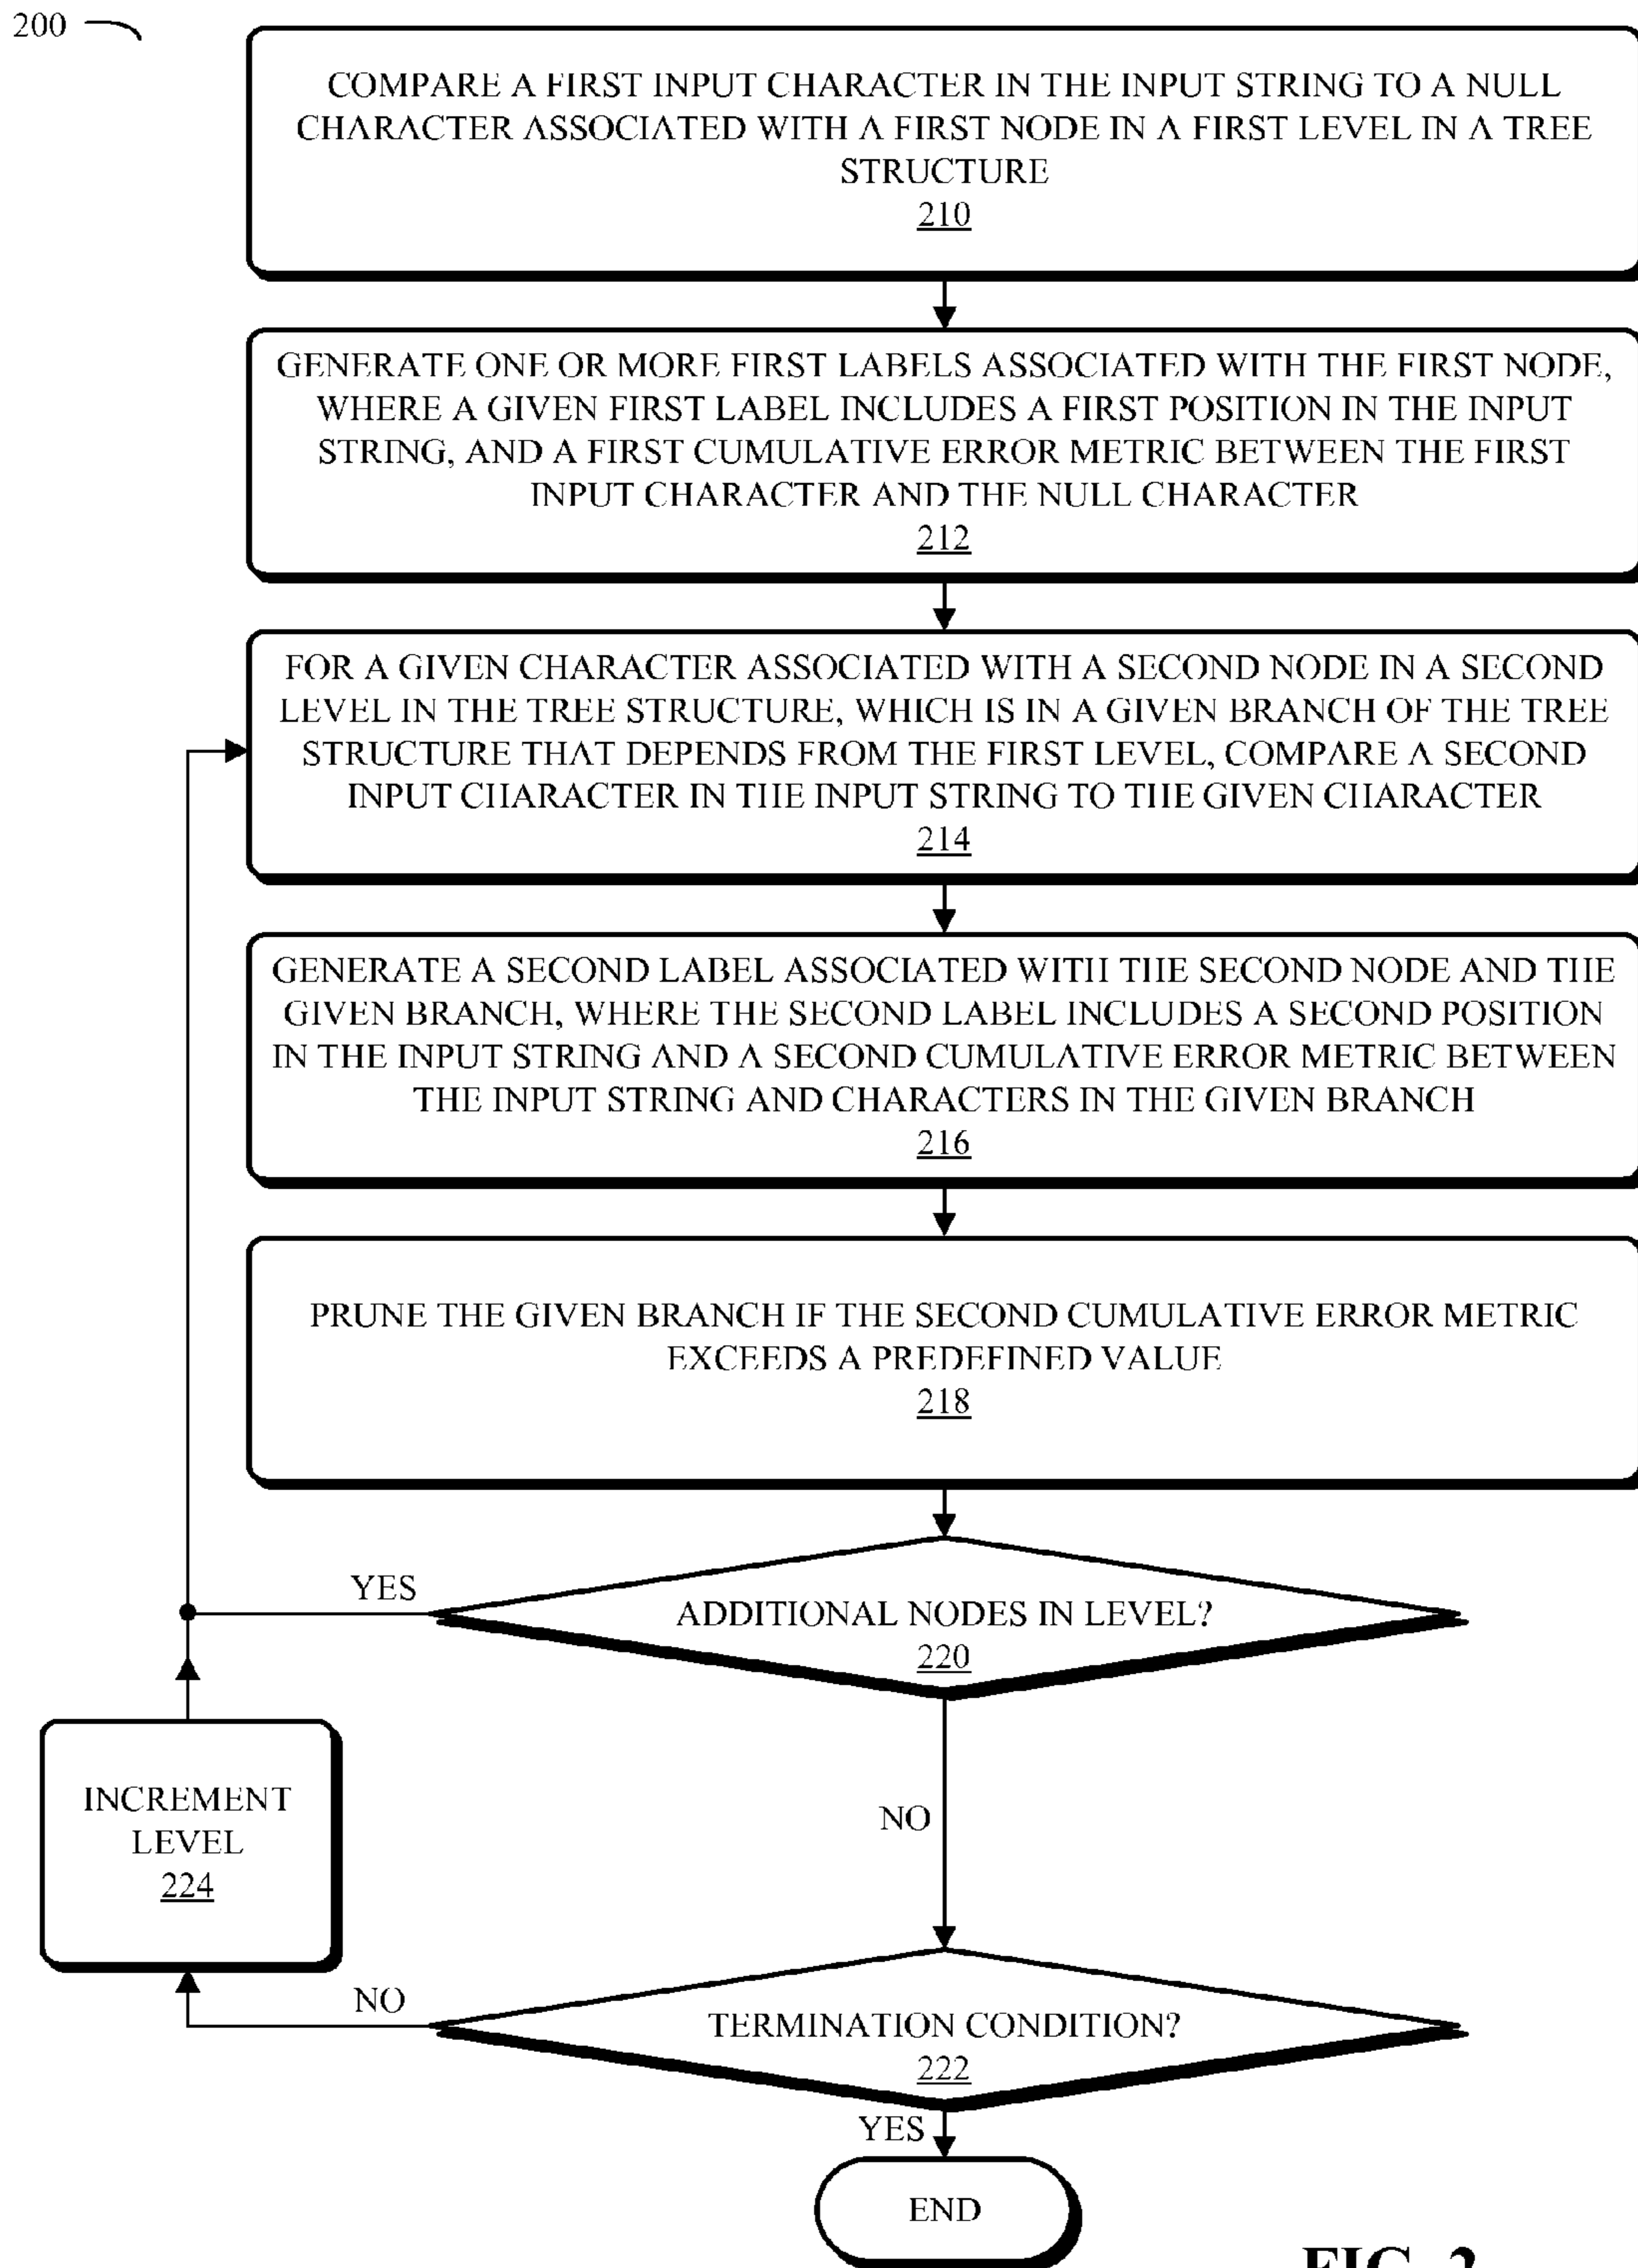 200
COMPARE A FIRST INPUT CHARACTER IN THE INPUT STRING TO A NULL
CHARACTER ASSOCIATED WITH A FIRST NODE IN A FIRST LEVEL IN A TREE
STRUCTURE
210
GENERATE ONE OR MORE FIRST LABELS ASSOCIATED WITH THE FIRST NODE,
WHERE A GIVEN FIRST LABEL INCLUDES A FIRST POSITION IN THE INPUT
STRING, AND A FIRST CUMULATIVE ERROR METRIC BETWEEN THE FIRST
INPUT CHARACTER AND THE NULL CHARACTER
212
FOR A GIVEN CHARACTER ASSOCIATED WITH A SECOND NODE IN A SECOND
LEVEL IN THE TREE STRUCTURE, WHICH IS IN A GIVEN BRANCH OF THE TREE
STRUCTURE THAT DEPENDS FROM THE FIRST LEVEL, COMPARE A SECOND
INPUT CHARACTER IN THE INPUT STRING TO THE GIVEN CHARACTER
214
GENERATE A SECOND LABEL ASSOCIATED WITH THE SECOND NODE AND THE
GIVEN BRANCH, WHERE THE SECOND LABEL INCLUDES A SECOND POSITION
IN THE INPUT STRING AND A SECOND CUMULATIVE ERROR METRIC BETWEEN
THE INPUT STRING AND CHARACTERS IN THE GIVEN BRANCH
216
PRUNE THE GIVEN BRANCH IF THE SECOND CUMULATIVE ERROR METRIC
EXCEEDS A PREDEFINED VALUE
218
YES
ADDITIONAL NODES IN LEVEL?
220
INCREMENT
LEVEL
224
NO
NO
TERMINATION CONDITION?
222
YES
END
FIG. 2